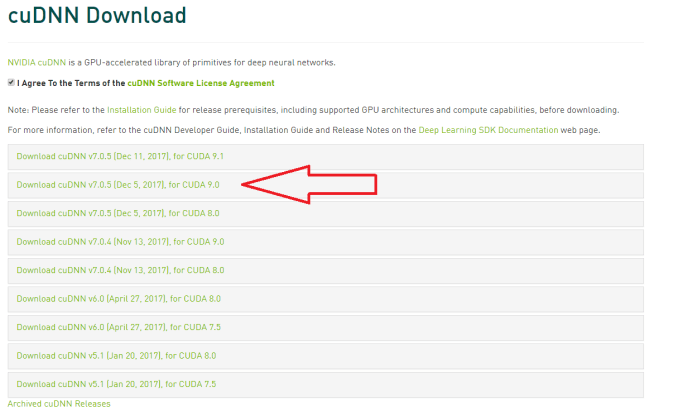 cuDNN Download
NVIDIA cuDNN is a GPU-accelerated library of primitives for deep neural networks.
I Agree To the Terms of the cuDNN Software License Agreement
Note: Please refer to the Installation Guide for release prerequisites, including supported GPU architectures and compute capabilities, before downloading.
For more information, refer to the cuDNN Developer Guide, Installation Guide and Release Notes on the Deep Learning SDK Documentation web page.
Download cuDNN v7.0.5 [Dec 11, 2017], for CUDA 9.1
Download cuDNN v7.0.5 [Dec 5, 2017], for CUDA 9.0
Download cuDNN v7.0.5 [Dec 5, 2017], for CUDA 8.0
Download cuDNN v7.0.4 [Nov 13, 2017], for CUDA 9.0
Download cuDNN v7.0.4 [Nov 13, 2017], for CUDA 8.0
Download cuDNN v6.0 [April 27, 2017], for CUDA 8.0
Download cuDNN v6.0 [April 27, 2017], for CUDA 7.5
Download cuDNN v5.1 [Jan 20, 2017], for CUDA 8.0
Download cuDNN v5.1 [Jan 20, 2017], for CUDA 7.5
Archived cuDNN Releases